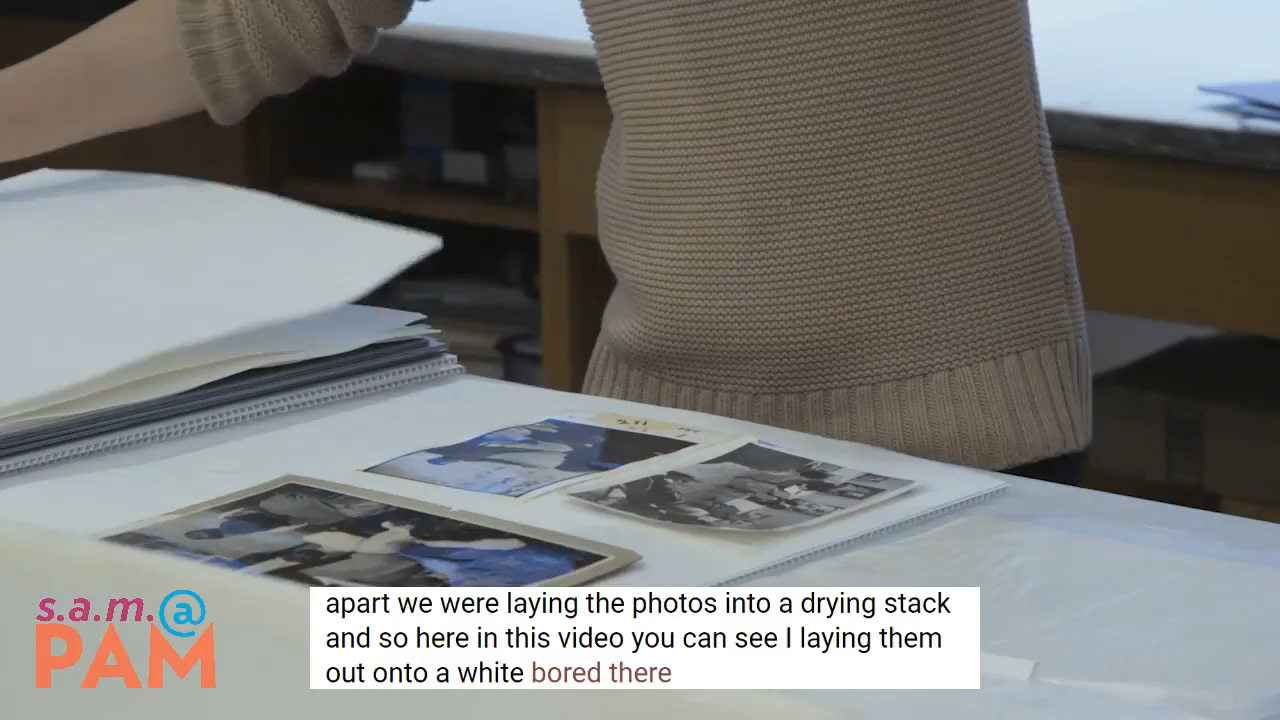 s.a.m.@
PAM
apart we were laying the photos into a drying stack
and so here in this video you can see I laying them
out onto a white bored there